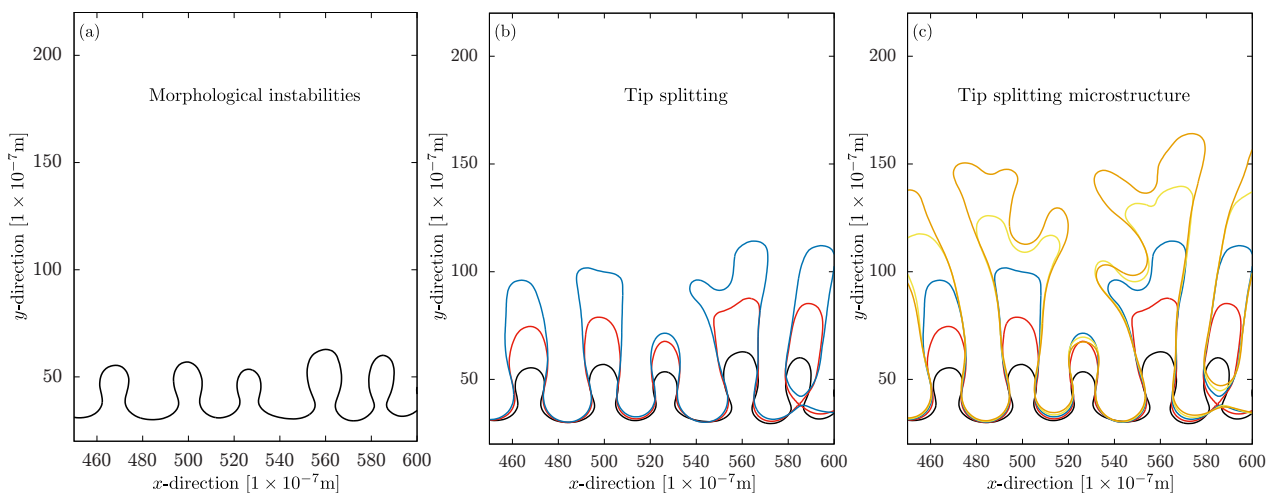 (a)
Morphological instabilities
200
150
100
50
y-direction [1 × 10⁻⁷m]
460 480 500 520 540 560 580 600
x-direction [1 × 10⁻⁷m]
(b)
Tip splitting
200
150
100
50
y-direction [1 × 10⁻⁷m]
460 480 500 520 540 560 580 600
x-direction [1 × 10⁻⁷m]
(c)
Tip splitting microstructure
200
150
100
50
y-direction [1 × 10⁻⁷m]
460 480 500 520 540 560 580 600
x-direction [1 × 10⁻⁷m]